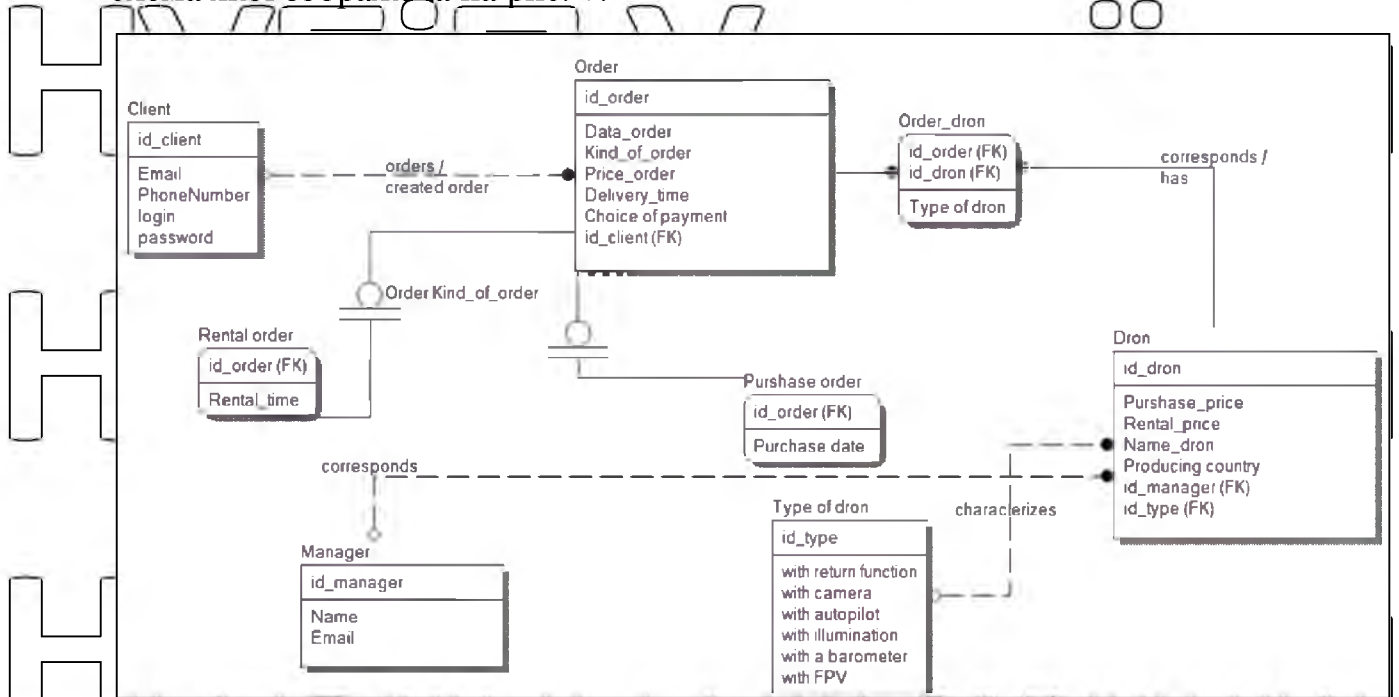 Order
id_order
Data_order
Kind_of_order
Price_order
Delivery_time
Choice of payment
id_client (FK)
Client
id_client
Email
PhoneNumber
login
password
orders /
created order
Order_dron
id_order (FK)
id_dron (FK)
Type of dron
corresponds /
has
Order Kind_of_order
Rental order
id_order (FK)
Rental_time
Purshase order
id_order (FK)
Purchase date
Dron
id_dron
Purshase_price
Rental_price
Name_dron
Producing country
id_manager (FK)
id_type (FK)
corresponds
Manager
id_manager
Name
Email
characterizes
Type of dron
id_type
with return function
with camera
with autopilot
with illumination
with a barometer
with FPV